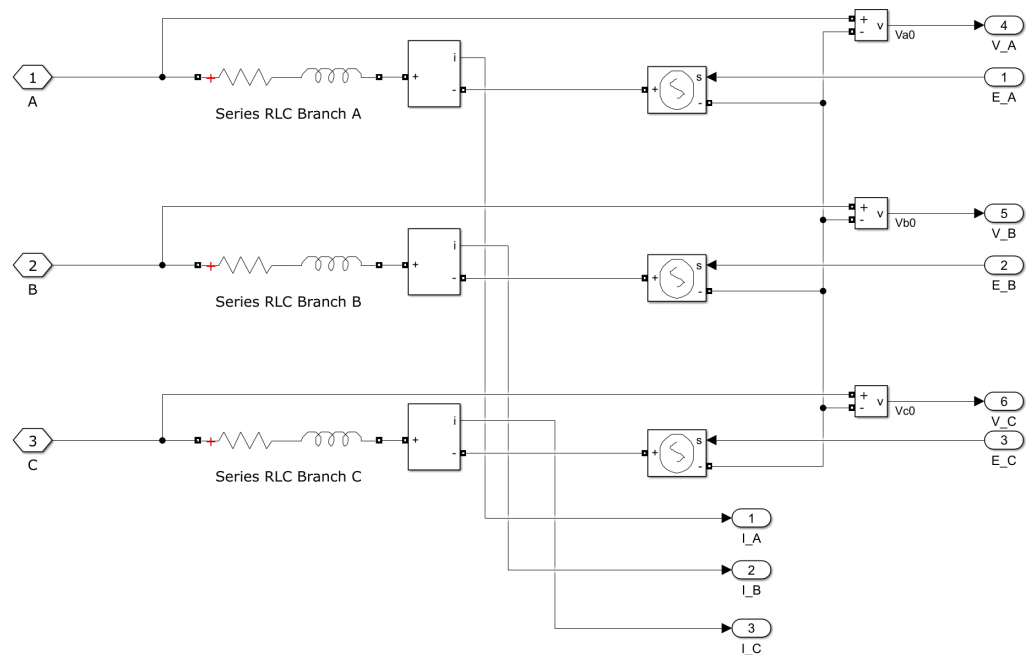 + v
-
Va0
4
V_A
1
A
i
+
-
Series RLC Branch A
s
+
-
1
E_A
+ v
-
Vb0
5
V_B
2
B
i
+
-
Series RLC Branch B
s
+
-
2
E_B
+ v
-
Vc0
6
V_C
3
C
i
+
-
Series RLC Branch C
s
+
-
3
E_C
1
I_A
2
I_B
3
I_C